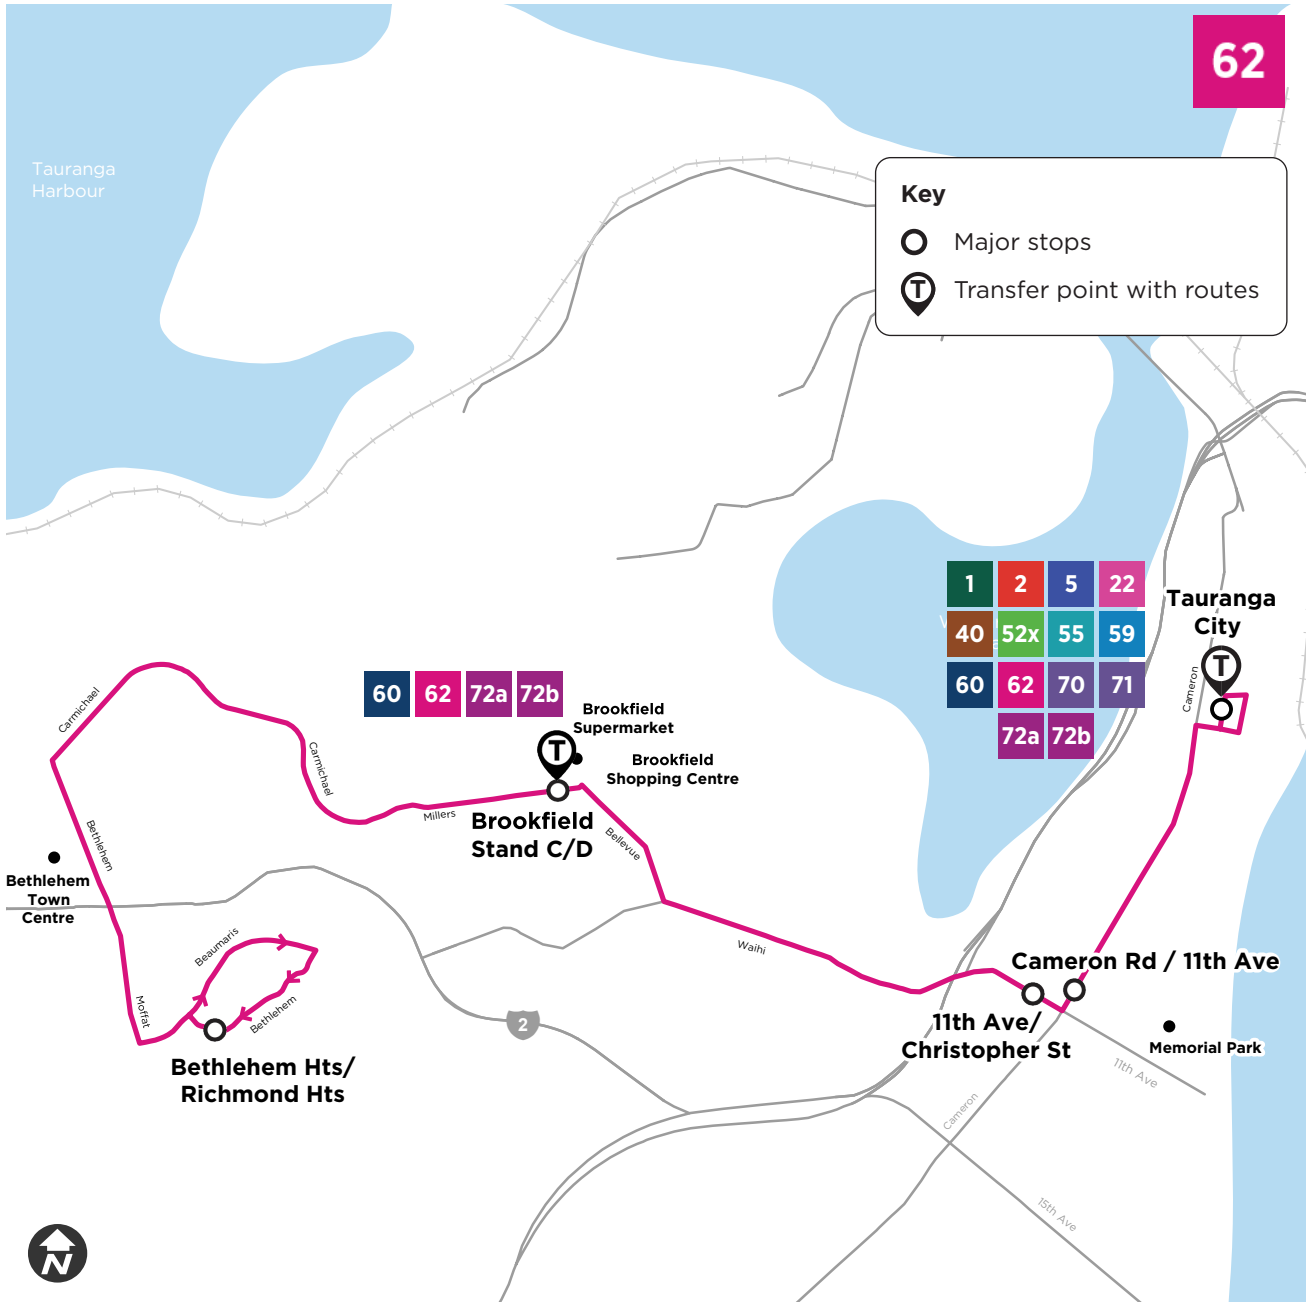 62
Tauranga
Harbour
Key
Major stops
T
Transfer point with routes
1
2
5
22
40
52x
55
59
60
62
70
71
72a
72b
Tauranga
City
T
Cameron
60
62
72a
72b
Brookfield
Supermarket
T
Brookfield
Shopping Centre
Brookfield
Stand C/D
Carmichael
Carmichael
Millers
Bellevue
Bethlehem
Bethlehem
Town
Centre
Beaumaris
Bethlehem
Moffat
Bethlehem Hts/
Richmond Hts
Waihi
2
Cameron Rd / 11th Ave
11th Ave/
Christopher St
Memorial Park
11th Ave
Cameron
15th Ave
N